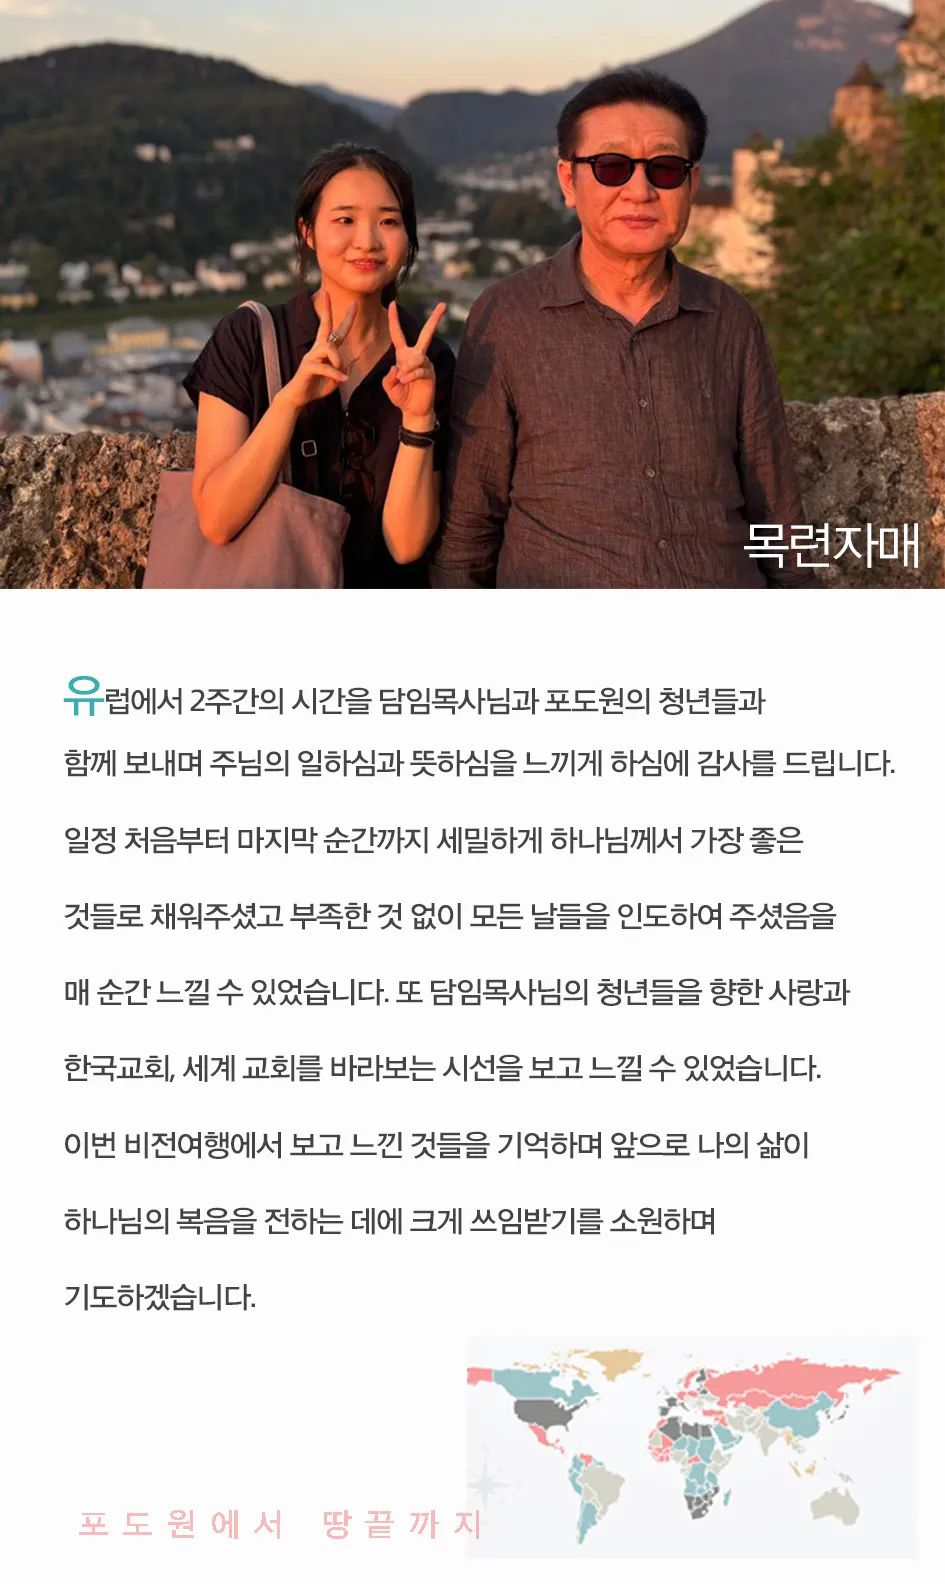 목련자매
유럽에서 2주간의 시간을 담임목사님과 포도원의 청년들과
함께 보내며 주님의 일하심과 뜻하심을 느끼게 하심에 감사를 드립니다.
일정 처음부터 마지막 순간까지 세밀하게 하나님께서 가장 좋은
것들로 채워주셨고 부족한 것 없이 모든 날들을 인도하여 주셨음을
매 순간 느낄 수 있었습니다. 또 담임목사님의 청년들을 향한 사랑과
한국교회, 세계 교회를 바라보는 시선을 보고 느낄 수 있었습니다.
이번 비전여행에서 보고 느낀 것들을 기억하며 앞으로 나의 삶이
하나님의 복음을 전하는 데에 크게 쓰임받기를 소원하며
기도하겠습니다.
포도원에서 땅끝까지